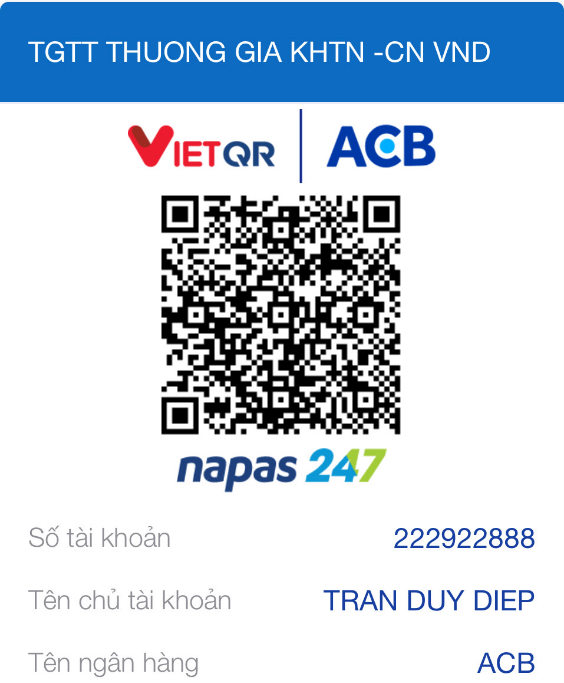 TGTT THUONG GIA KHTN -CN VND
VIETQR ACB
napas 247
Số tài khoản 222922888
Tên chủ tài khoản TRAN DUY DIEP
Tên ngân hàng ACB